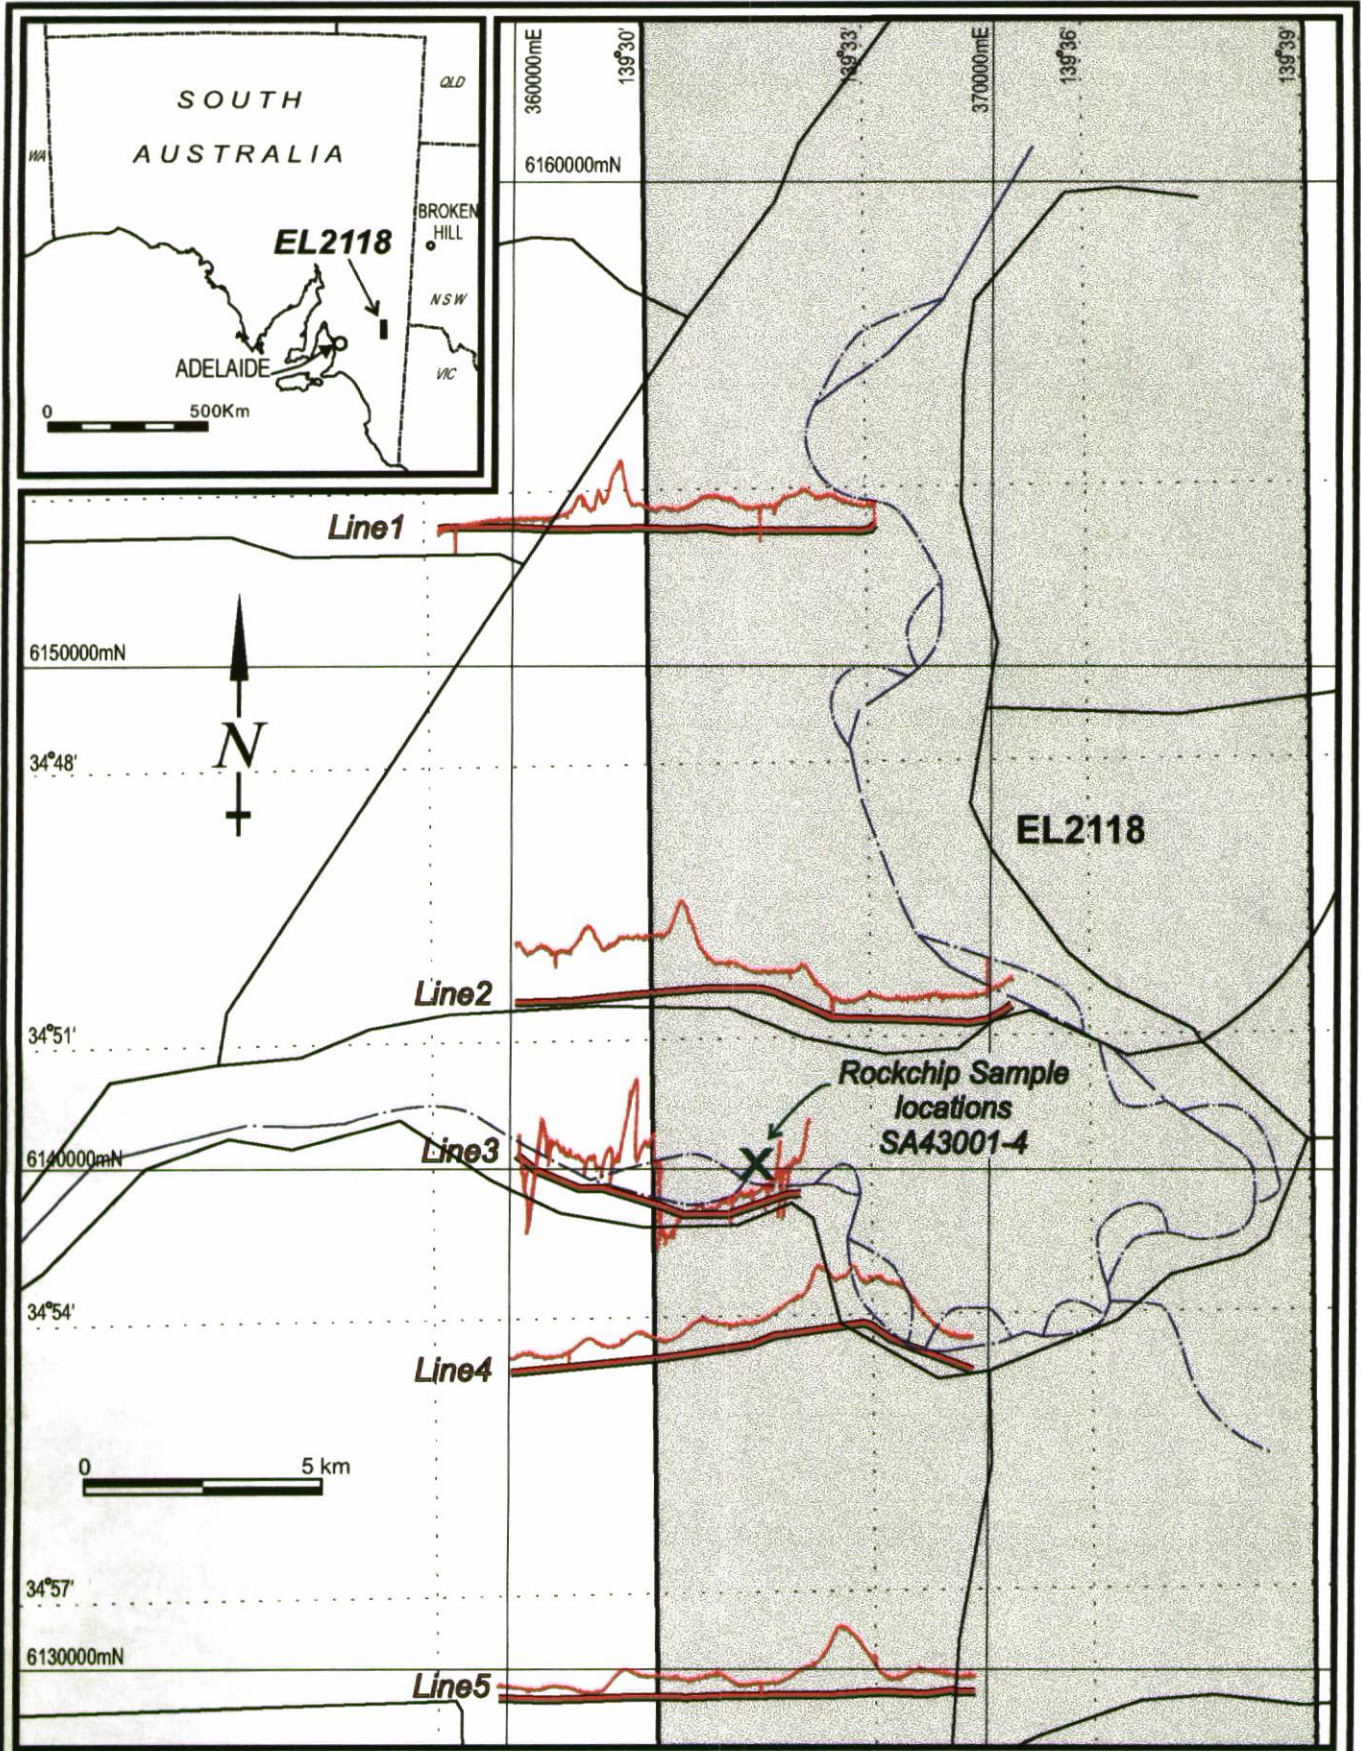 SOUTH
AUSTRALIA
QLD
WA
BROKEN
HILL
EL2118
NSW
ADELAIDE
VIC
0 500Km
360000mE
139°30'
139°33'
370000mE
139°36'
139°39'
6160000mN
Line1
6150000mN
N
34°48'
EL2118
Line2
34°51'
Rockchip Sample
locations
SA43001-4
Line3
X
6140000mN
34°54'
Line4
0 5 km
34°57'
6130000mN
Line5